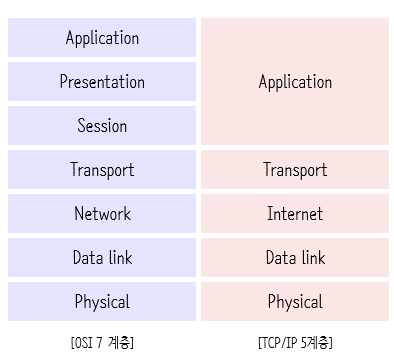 Application
Presentation
Session
Transport
Network
Data link
Physical
[OSI 7 계층]
Application
Transport
Internet
Data link
Physical
[TCP/IP 5계층]